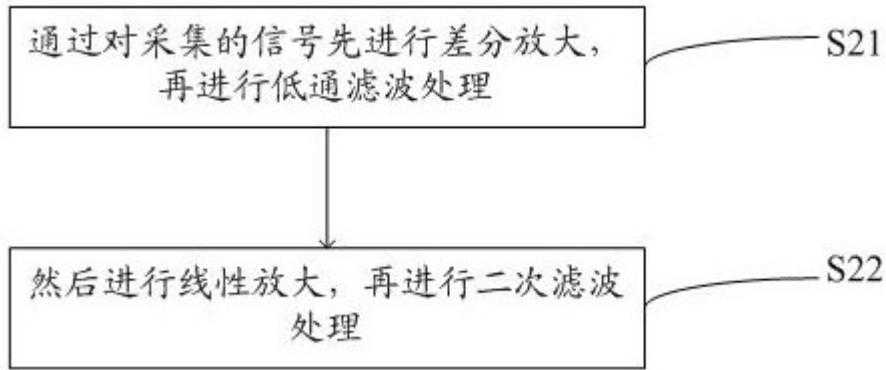 通过对采集的信号先进行差分放大，
再进行低通滤波处理
S21
然后进行线性放大，再进行二次滤波
处理
S22